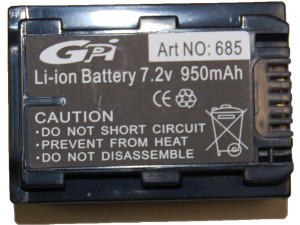 GPi
Art NO: 685
Li-ion Battery 7.2v 950mAh
CAUTION
• DO NOT SHORT CIRCUIT
• PREVENT FROM HEAT
• DO NOT DISASSEMBLE